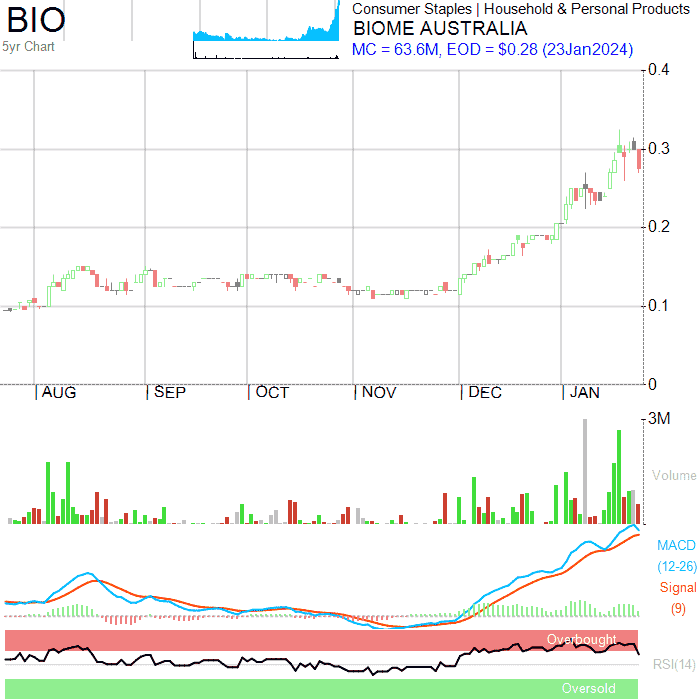 BIO
5yr Chart
Consumer Staples | Household & Personal Products
BIOME AUSTRALIA
MC = 63.6M, EOD = $0.28 (23Jan2024)
0.4
0.3
0.2
0.1
0
AUG SEP OCT NOV DEC JAN
3M
Volume
MACD
(12-26)
Signal
(9)
Overbought
RSI(14)
Oversold